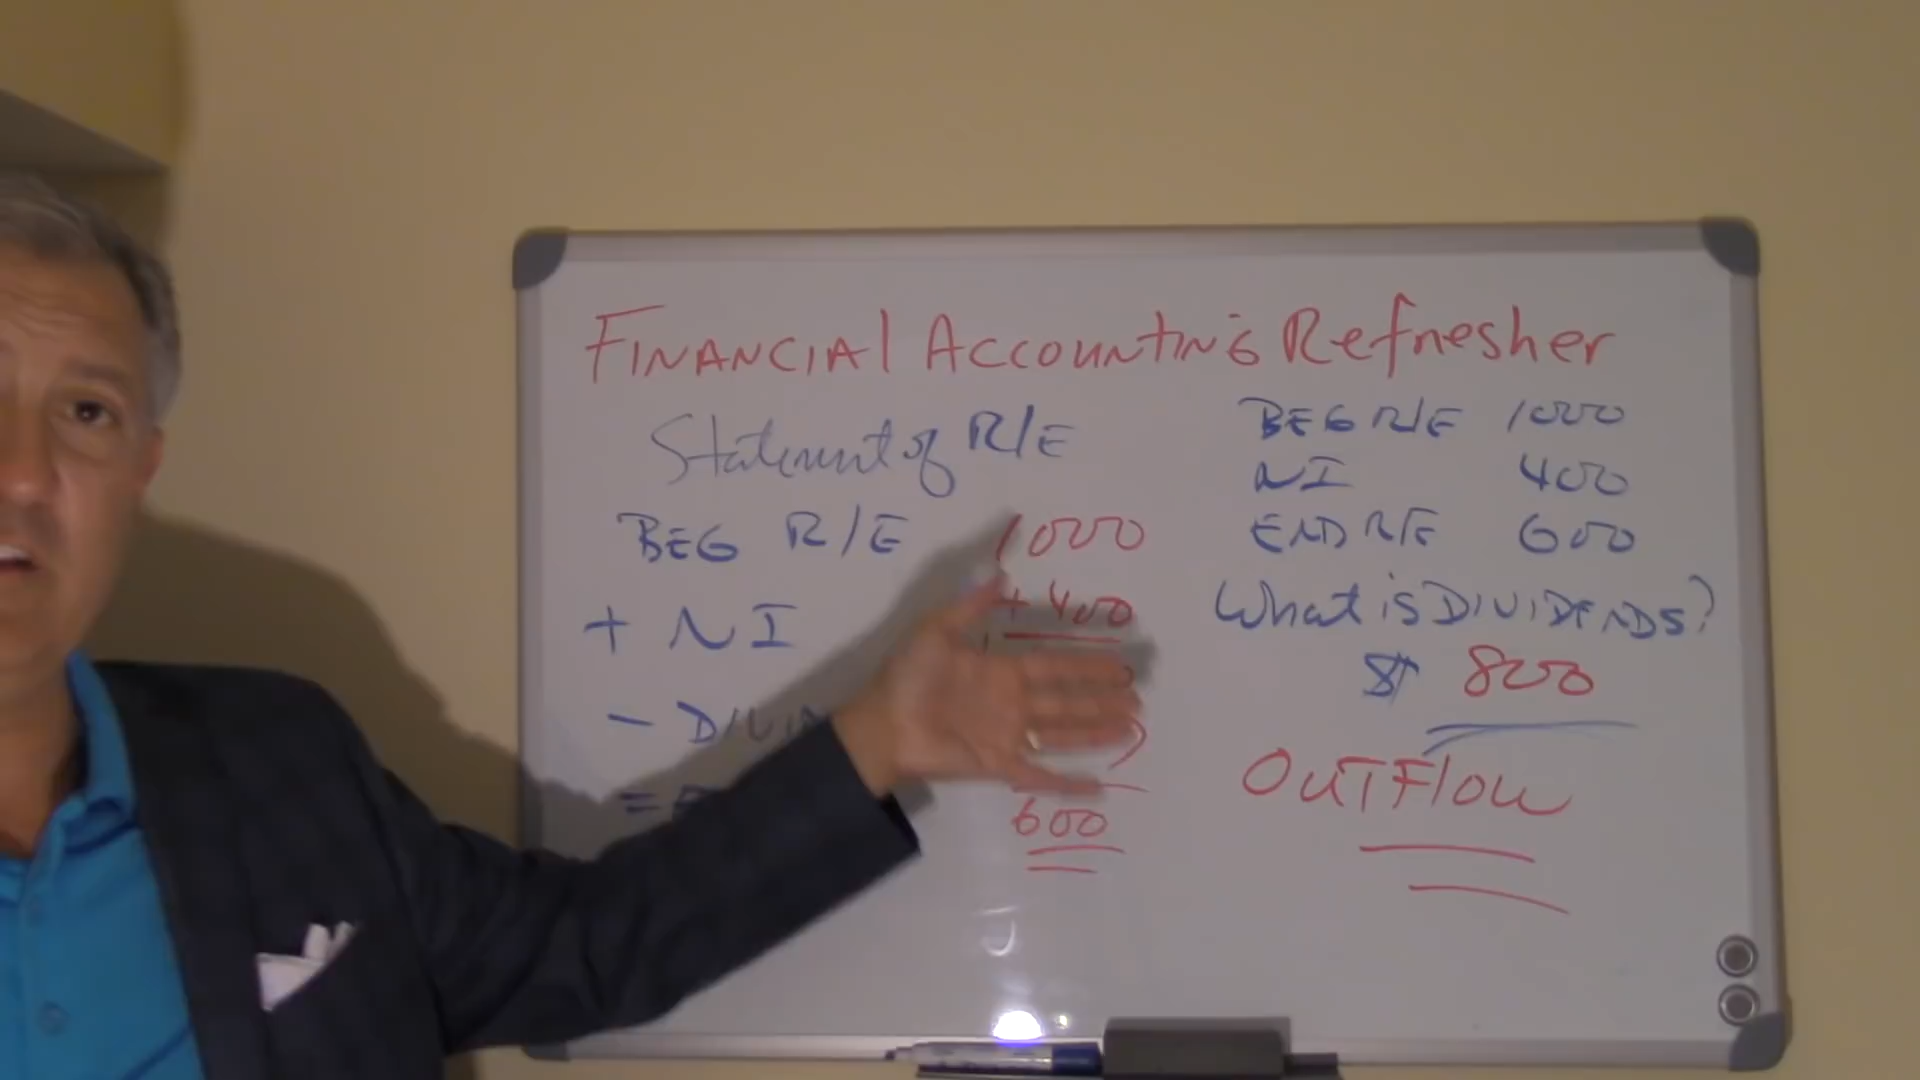 FINANCIAL ACCOUNTING Refresher
Statement of R/E
BEG R/E 1000
+ NI + 400
-
=
600
BEG R/E 1000
NI 400
END R/E 600
What is DIVIDENDS?
$ 800
OUTFlow